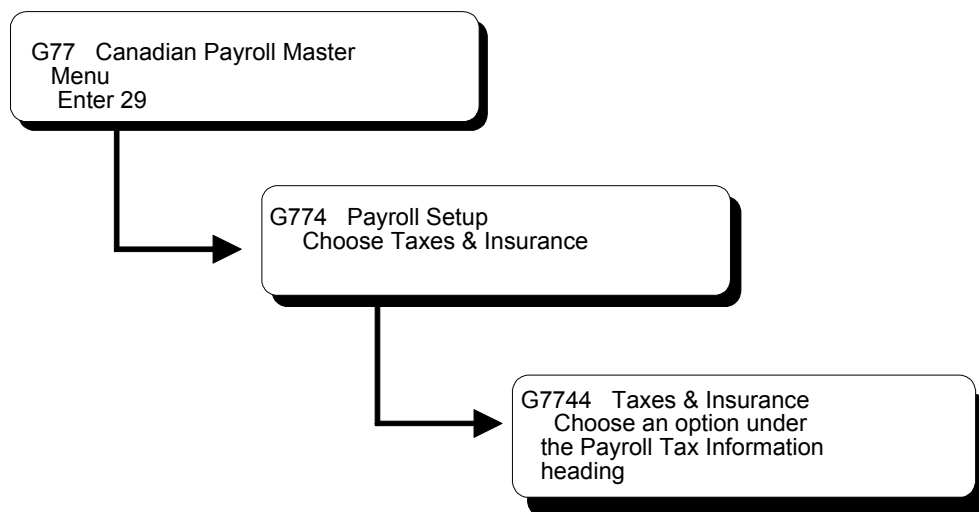 G77 Canadian Payroll Master
Menu
Enter 29
G774 Payroll Setup
Choose Taxes & Insurance
G7744 Taxes & Insurance
Choose an option under
the Payroll Tax Information
heading